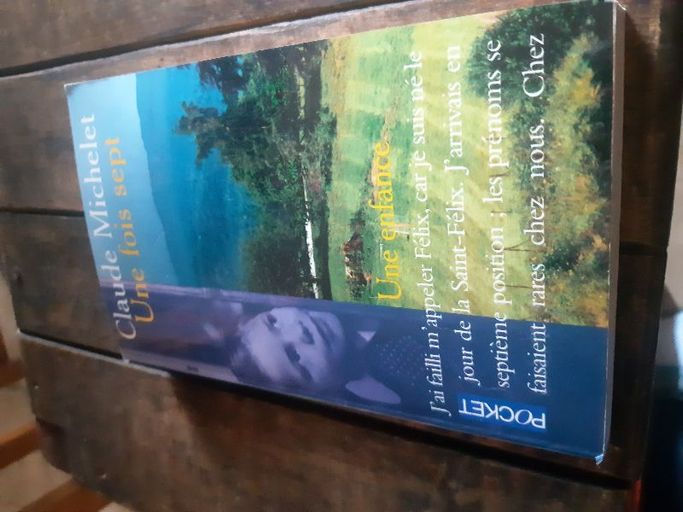 Claude Michelet
Une fois sept
Une enfance...
J'ai failli m'appeler Félix, car je suis né le
jour de la Saint-Félix. J'arrivais en
septième position ; les prénoms se
faisaient rares chez nous. Chez
POCKET